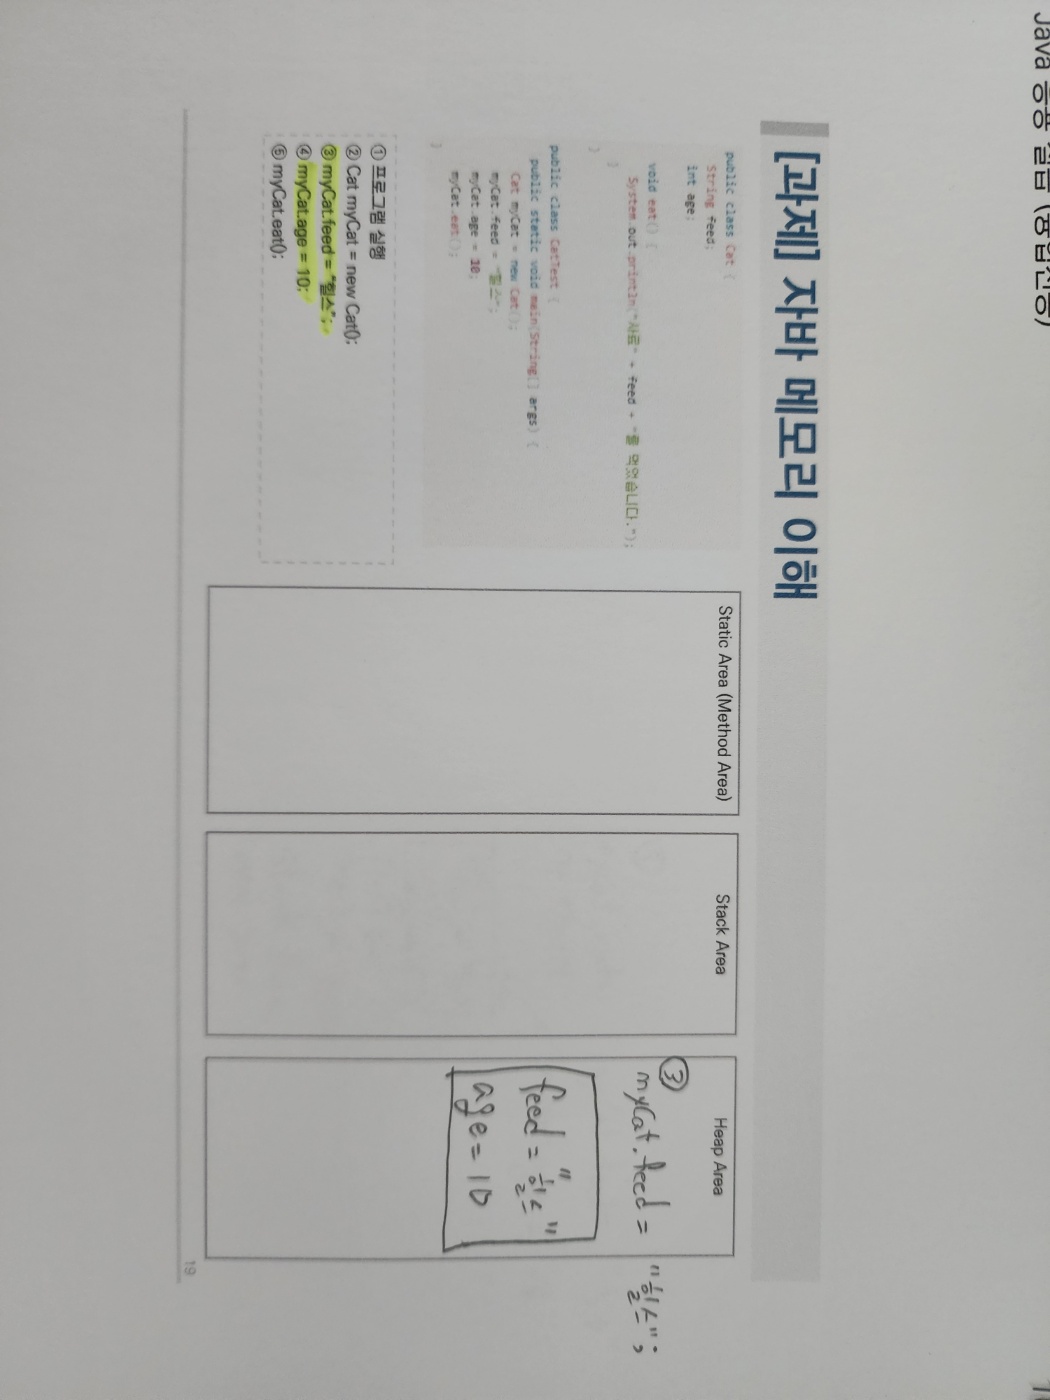 Java 응용 실습 (융합전공)
[과제] 자바 메모리 이해
public class Cat {
String feed;
int age;
void eat() {
System.out.println("사료" + feed + "를 먹었습니다.");
}
}
public class CatTest {
public static void main(String[] args) {
Cat myCat = new Cat();
myCat.feed = "힐스";
myCat.age = 10;
myCat.eat();
}
① 프로그램 실행
② Cat myCat = new Cat();
③ myCat.feed = "힐스";
④ myCat.age = 10;
⑤ myCat.eat();
Static Area (Method Area)
Stack Area
Heap Area
③
myCat.feed = "힐스";
feed = "힐스"
age = 10
19